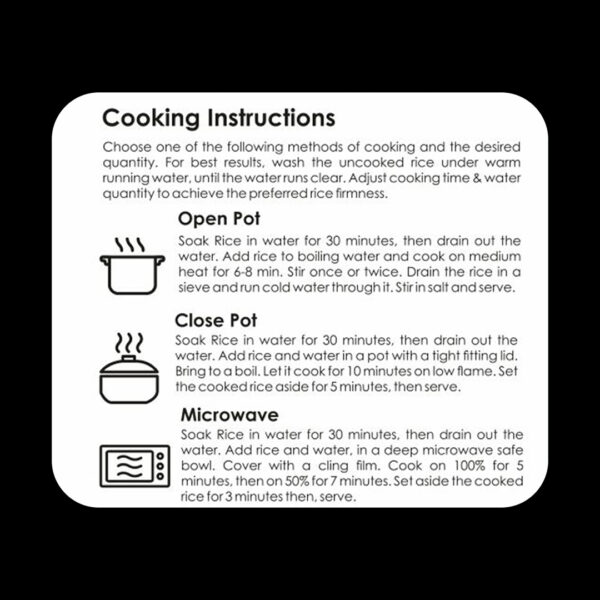 Cooking Instructions
Choose one of the following methods of cooking and the desired
quantity. For best results, wash the uncooked rice under warm
running water, until the water runs clear. Adjust cooking time & water
quantity to achieve the preferred rice firmness.
Open Pot
Soak Rice in water for 30 minutes, then drain out the
water. Add rice to boiling water and cook on medium
heat for 6-8 min. Stir once or twice. Drain the rice in a
sieve and run cold water through it. Stir in salt and serve.
Close Pot
Soak Rice in water for 30 minutes, then drain out the
water. Add rice and water in a pot with a tight fitting lid.
Bring to a boil. Let it cook for 10 minutes on low flame. Set
the cooked rice aside for 5 minutes, then serve.
Microwave
Soak Rice in water for 30 minutes, then drain out the
water. Add rice and water, in a deep microwave safe
bowl. Cover with a cling film. Cook on 100% for 5
minutes, then on 50% for 7 minutes. Set aside the cooked
rice for 3 minutes then, serve.